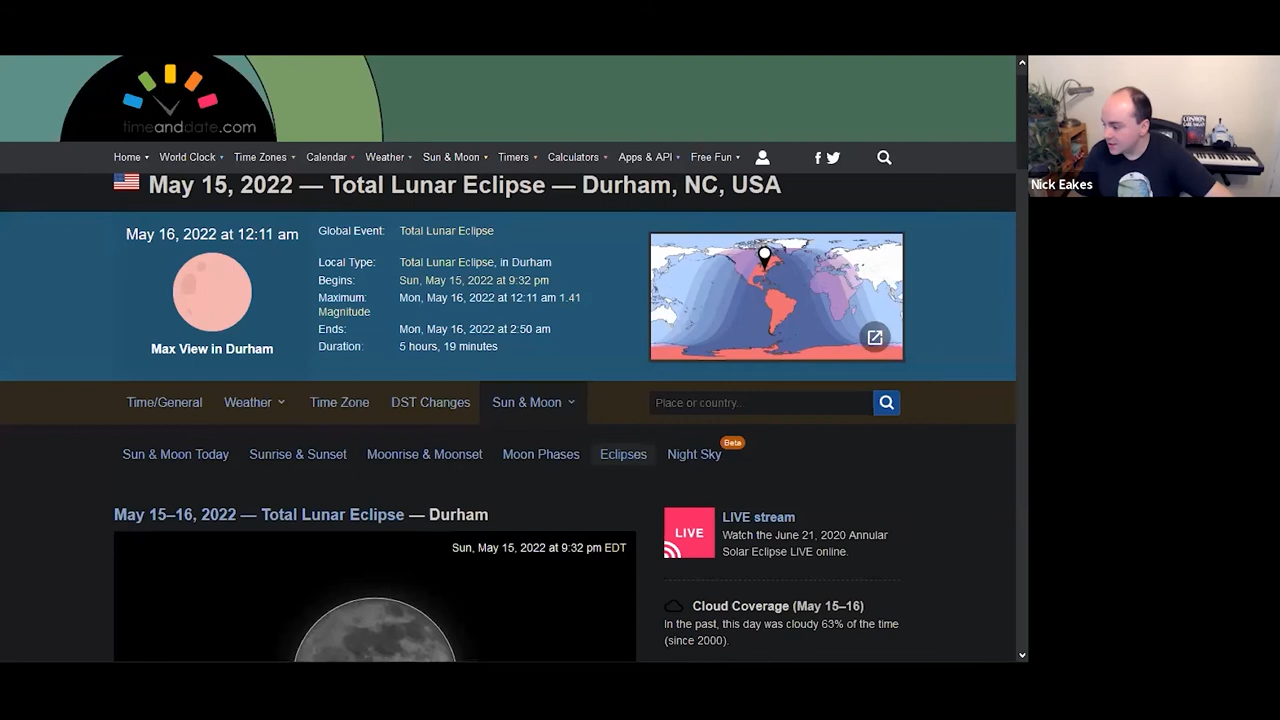 timeanddate.com
Home World Clock Time Zones Calendar Weather Sun & Moon Timers Calculators Apps & API Free Fun
May 15, 2022 — Total Lunar Eclipse — Durham, NC, USA
May 16, 2022 at 12:11 am
Max View in Durham
Global Event: Total Lunar Eclipse
Local Type: Total Lunar Eclipse, in Durham
Begins: Sun, May 15, 2022 at 9:32 pm
Maximum: Mon, May 16, 2022 at 12:11 am 1.41
Magnitude
Ends: Mon, May 16, 2022 at 2:50 am
Duration: 5 hours, 19 minutes
Time/General Weather Time Zone DST Changes Sun & Moon Place or country...
Sun & Moon Today Sunrise & Sunset Moonrise & Moonset Moon Phases Eclipses Night Sky Beta
May 15–16, 2022 — Total Lunar Eclipse — Durham
Sun, May 15, 2022 at 9:32 pm EDT
LIVE
LIVE stream
Watch the June 21, 2020 Annular
Solar Eclipse LIVE online.
Cloud Coverage (May 15–16)
In the past, this day was cloudy 63% of the time
(since 2000).
COSMOS
CARL SAGAN
Nick Eakes